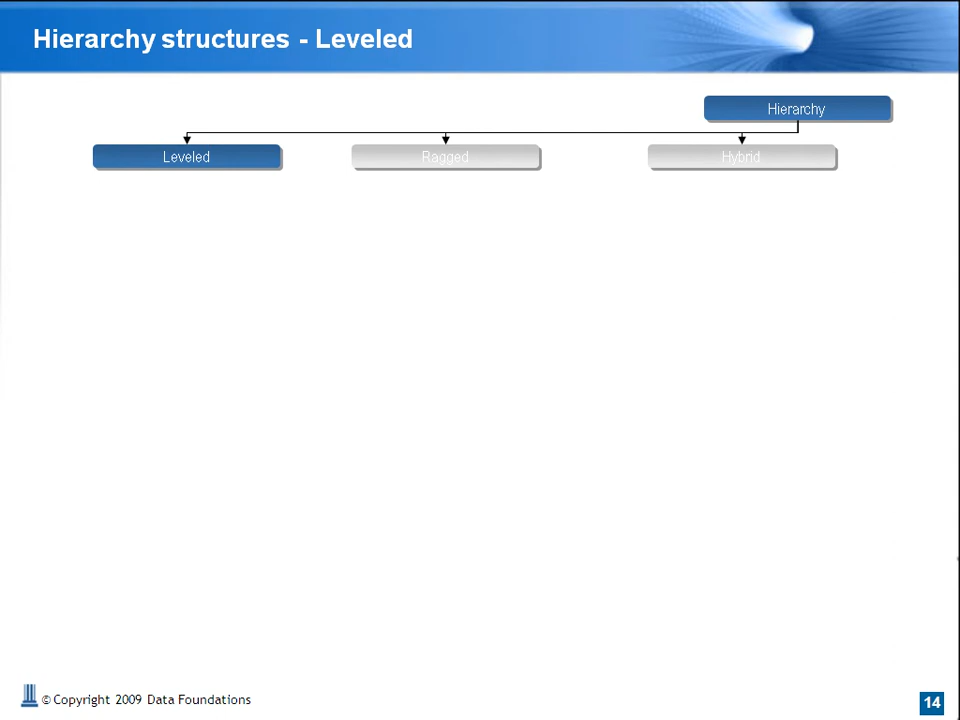 Hierarchy structures - Leveled
Hierarchy
Leveled
Ragged
Hybrid
© Copyright 2009 Data Foundations
14